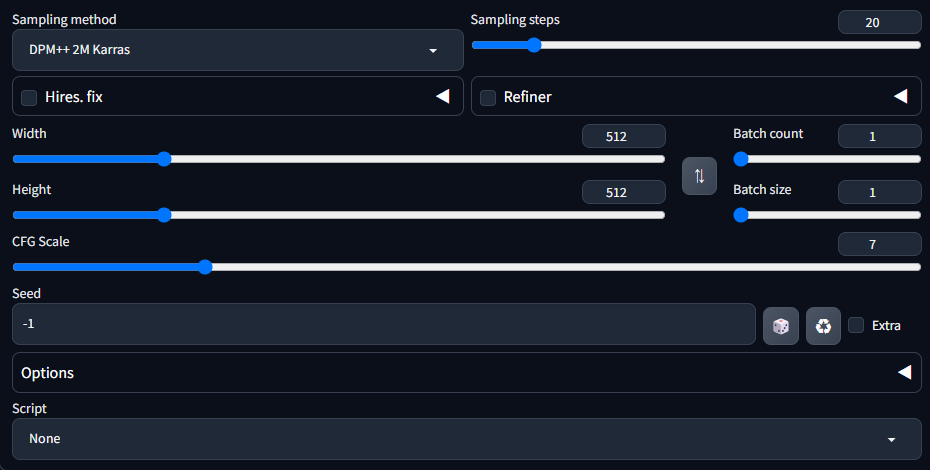 Sampling method
DPM++ 2M Karras
Sampling steps
20
Hires. fix
Refiner
Width
512
Batch count
1
Height
512
Batch size
1
CFG Scale
7
Seed
-1
Extra
Options
Script
None